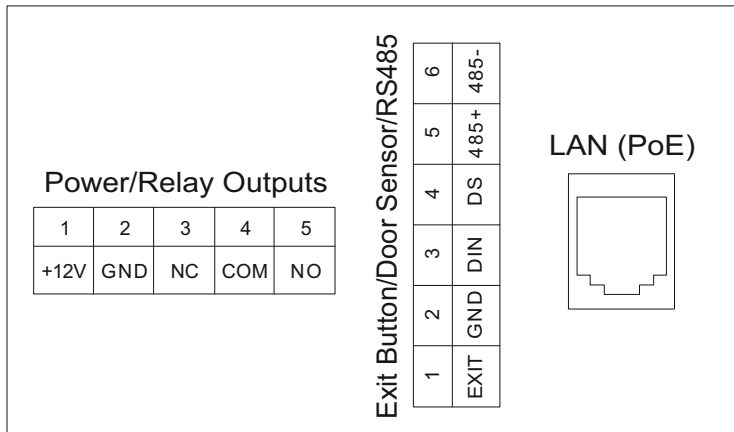 Power/Relay Outputs
1 2 3 4 5
+12V GND NC COM NO
Exit Button/Door Sensor/RS485
1 2 3 4 5 6
EXIT GND DIN DS 485+ 485-
LAN (PoE)